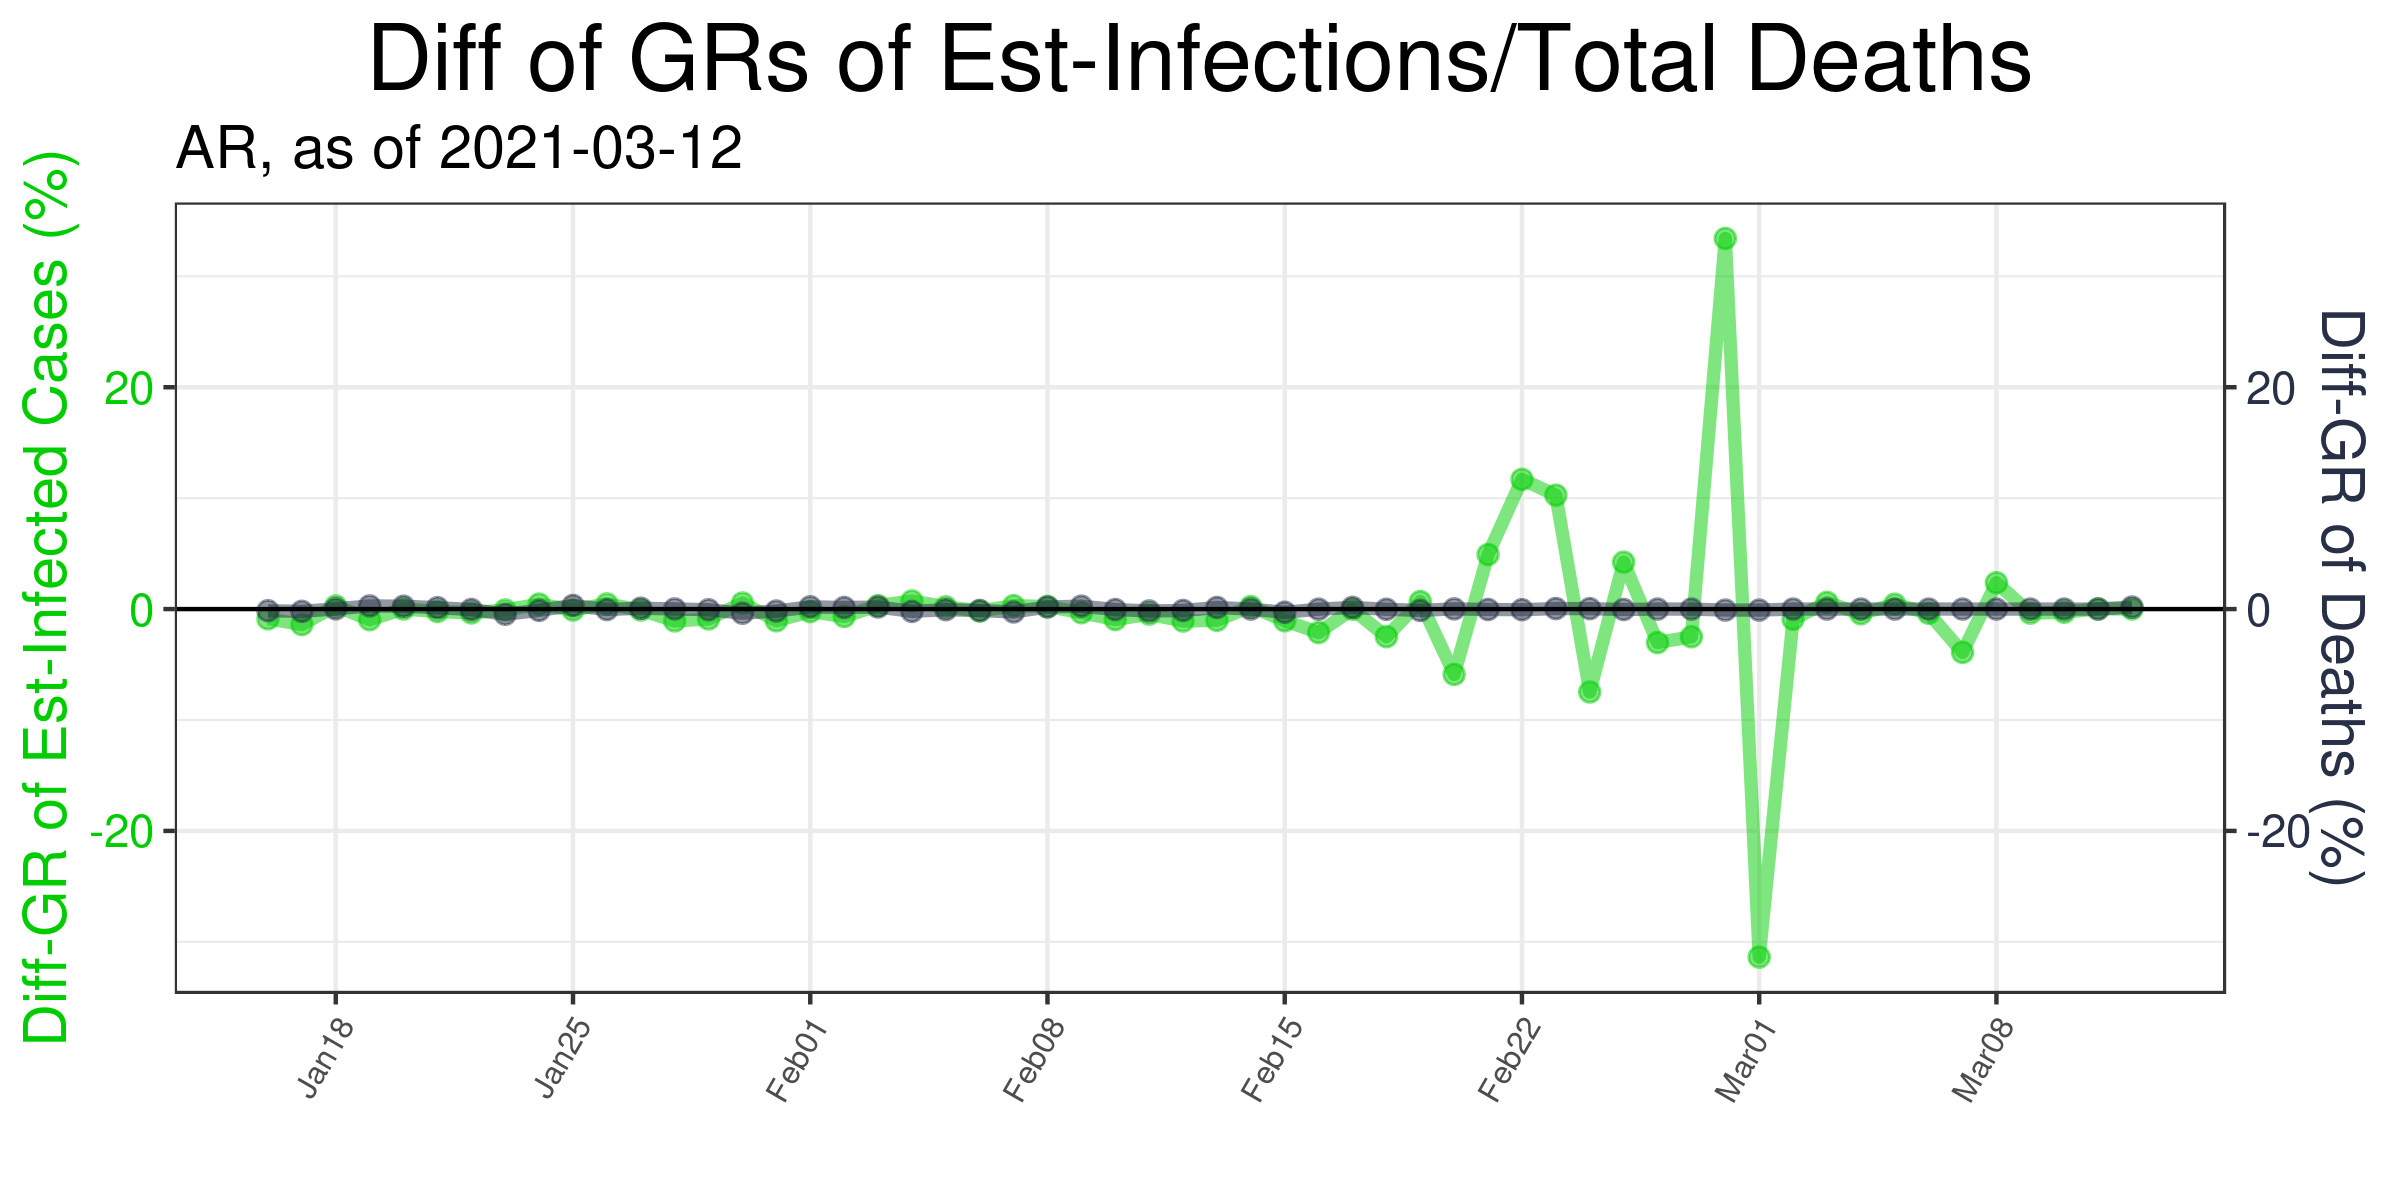 Diff of GRs of Est-Infections/Total Deaths
AR, as of 2021-03-12
Diff-GR of Est-Infected Cases (%)
20
0
-20
20
0
-20
Diff-GR of Deaths (%)
Jan18
Jan25
Feb01
Feb08
Feb15
Feb22
Mar01
Mar08